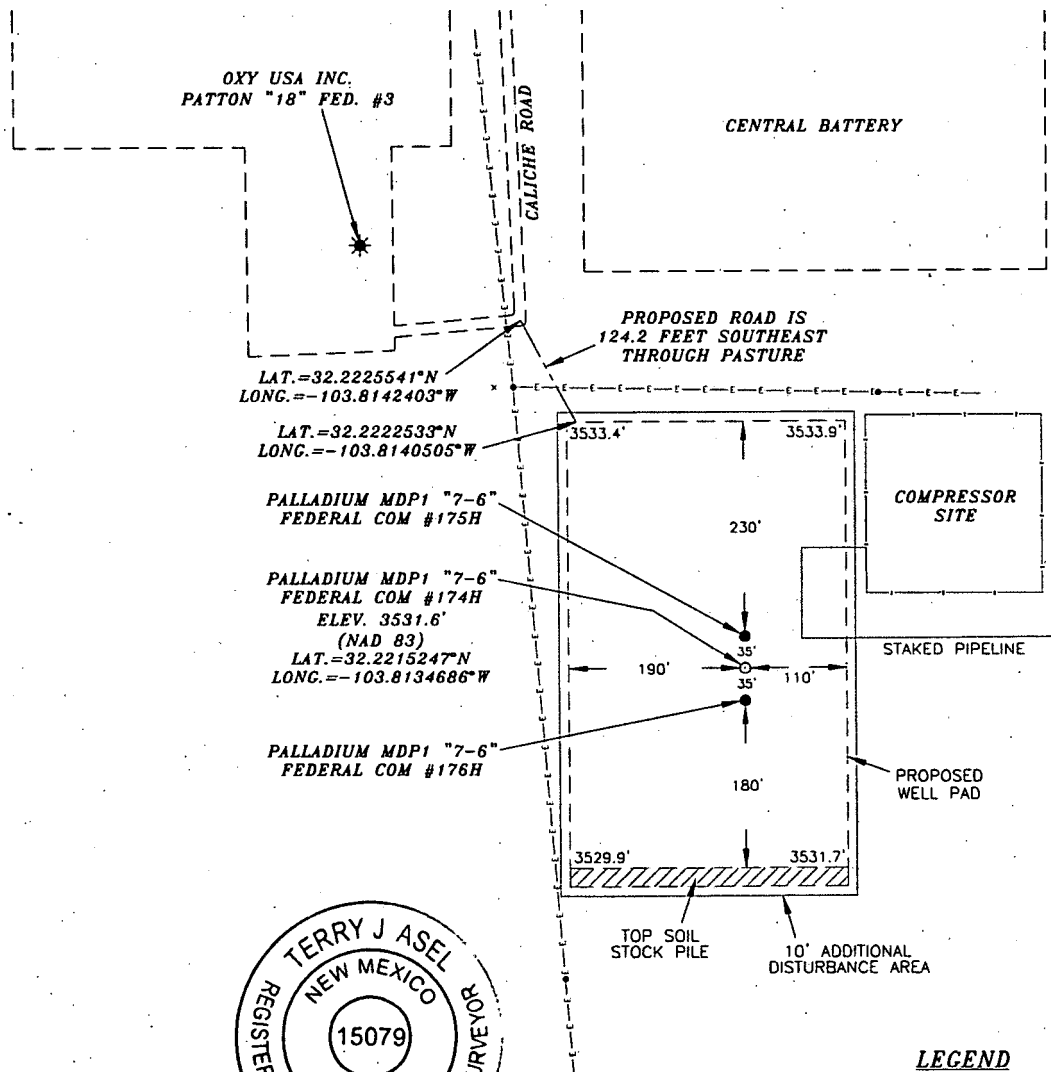 OXY USA INC.
PATTON "18" FED. #3
CALICHE ROAD
CENTRAL BATTERY
PROPOSED ROAD IS
124.2 FEET SOUTHEAST
THROUGH PASTURE
LAT.=32.2225541°N
LONG.=-103.8142403°W
LAT.=32.2222533°N
LONG.=-103.8140505°W
3533.4'
3533.9'
COMPRESSOR
SITE
PALLADIUM MDP1 "7-6"
FEDERAL COM #175H
230'
PALLADIUM MDP1 "7-6"
FEDERAL COM #174H
ELEV. 3531.6'
(NAD 83)
LAT.=32.2215247°N
LONG.=-103.8134686°W
35'
190'
110'
35'
STAKED PIPELINE
PALLADIUM MDP1 "7-6"
FEDERAL COM #176H
180'
PROPOSED
WELL PAD
3529.9'
3531.7'
TOP SOIL
STOCK PILE
10' ADDITIONAL
DISTURBANCE AREA
TERRY J ASEL
NEW MEXICO
15079
LEGEND